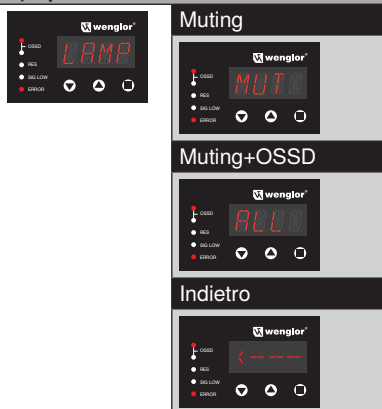 wenglor®
LAMP
OSSD
RES
SIG LOW
ERROR
Muting
wenglor®
MUT
OSSD
RES
SIG LOW
ERROR
Muting+OSSD
wenglor®
ALL
OSSD
RES
SIG LOW
ERROR
Indietro
wenglor®
<-----
OSSD
RES
SIG LOW
ERROR